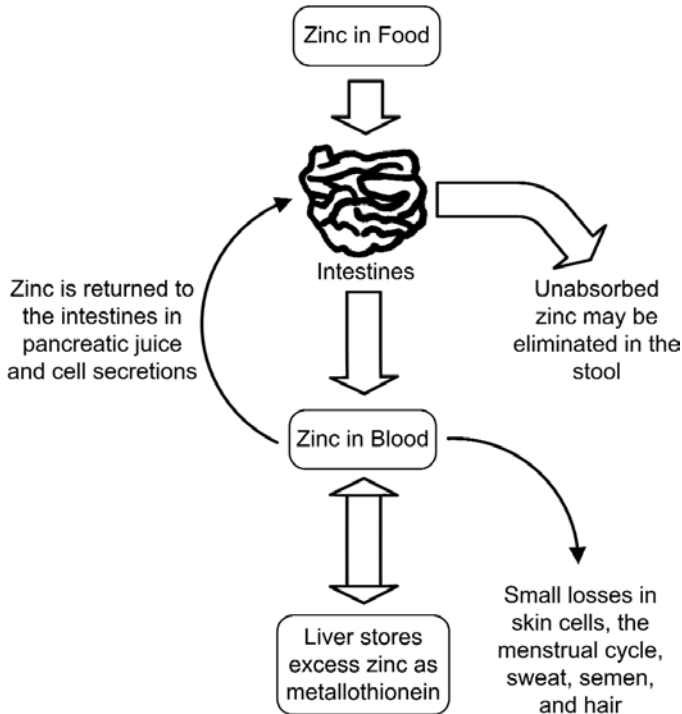 Zinc in Food
Intestines
Zinc is returned to
the intestines in
pancreatic juice
and cell secretions
Unabsorbed
zinc may be
eliminated in the
stool
Zinc in Blood
Liver stores
excess zinc as
metallothionein
Small losses in
skin cells, the
menstrual cycle,
sweat, semen,
and hair